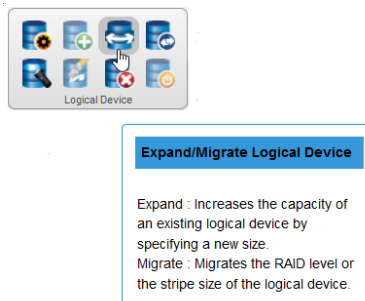 Logical Device
Expand/Migrate Logical Device
Expand : Increases the capacity of
an existing logical device by
specifying a new size.
Migrate : Migrates the RAID level or
the stripe size of the logical device.